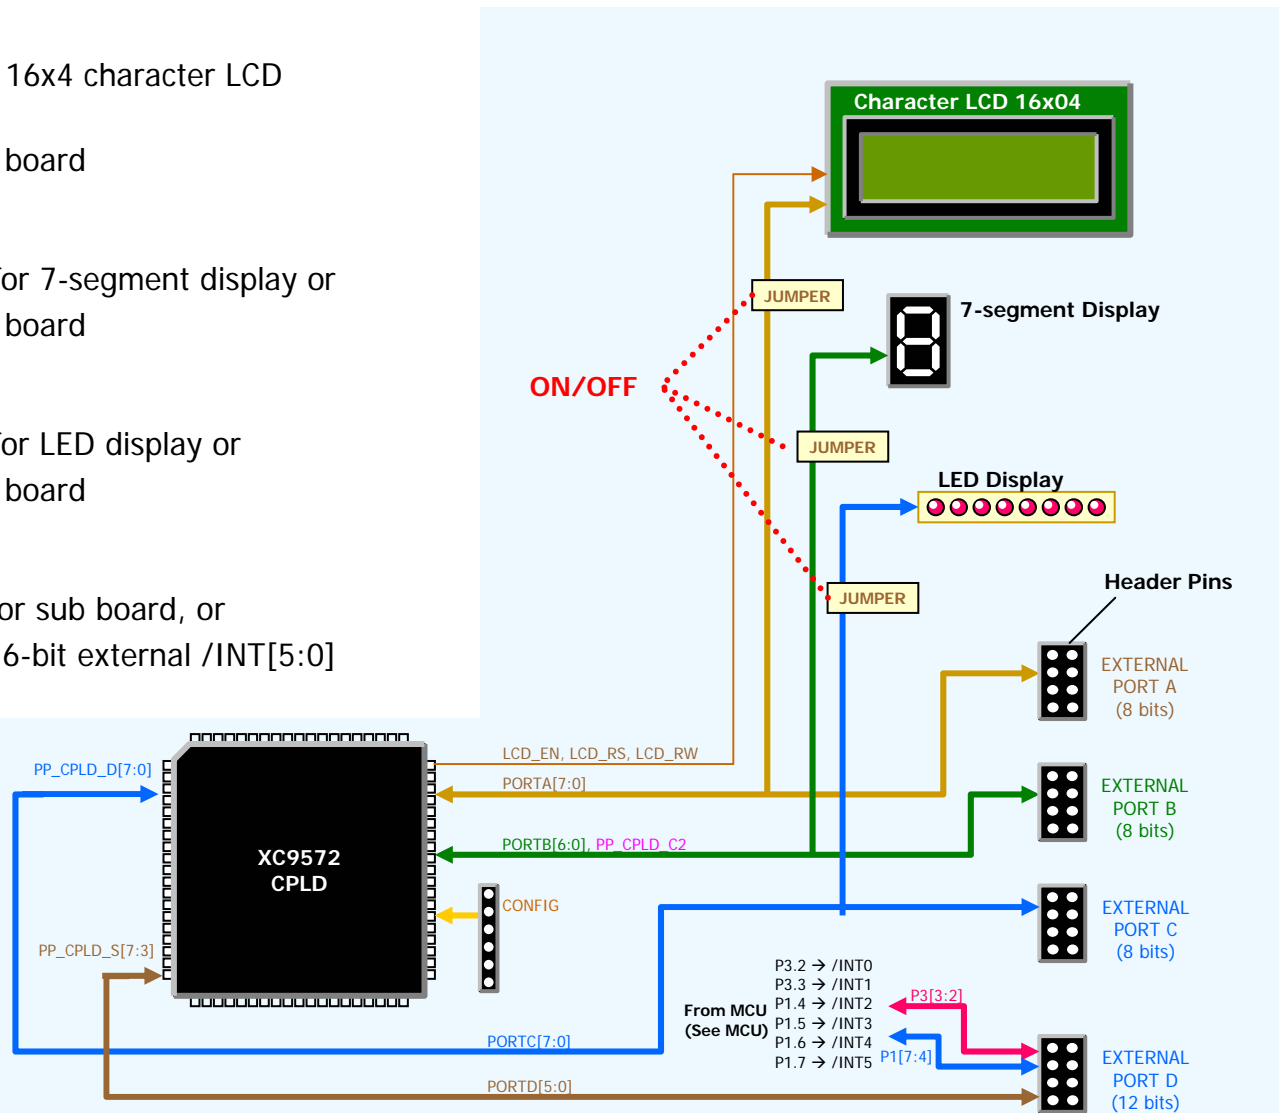 16x4 character LCD
board
or 7-segment display or
board
or LED display or
board
or sub board, or
6-bit external /INT[5:0]
Character LCD 16x04
JUMPER
7-segment Display
ON/OFF
JUMPER
LED Display
JUMPER
Header Pins
EXTERNAL
PORT A
(8 bits)
LCD_EN, LCD_RS, LCD_RW
PP_CPLD_D[7:0]
PORTA[7:0]
EXTERNAL
PORT B
(8 bits)
PORTB[6:0], PP_CPLD_C2
XC9572
CPLD
CONFIG
EXTERNAL
PORT C
(8 bits)
PP_CPLD_S[7:3]
P3.2 → /INT0
P3.3 → /INT1
P1.4 → /INT2
P1.5 → /INT3
P1.6 → /INT4
P1.7 → /INT5
From MCU
(See MCU)
P3[3:2]
P1[7:4]
PORTC[7:0]
EXTERNAL
PORT D
(12 bits)
PORTD[5:0]